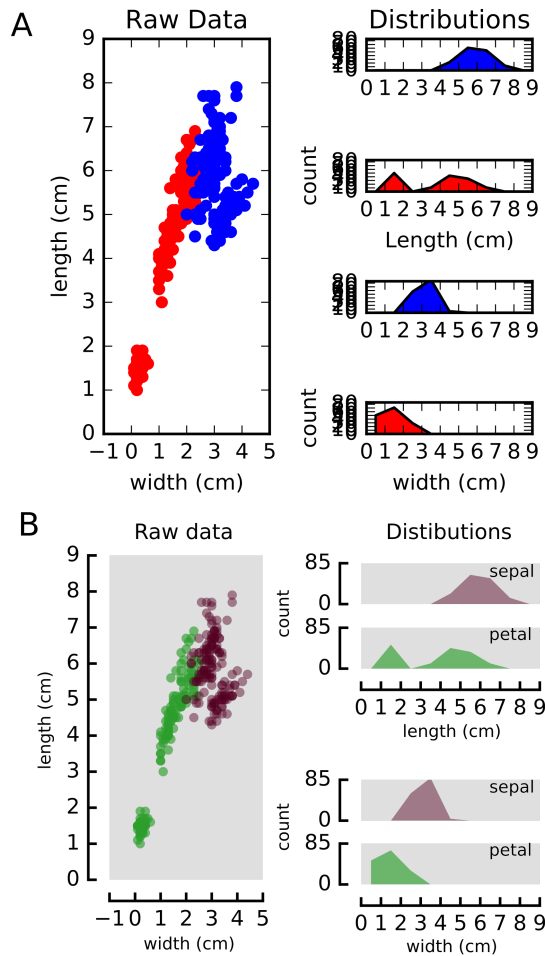 A
Raw Data
Distributions
9
8
7
6
5
4
3
2
1
0
length (cm)
−1 0 1 2 3 4 5
width (cm)
0 1 2 3 4 5 6 7 8 9
count
0 1 2 3 4 5 6 7 8 9
Length (cm)
0 1 2 3 4 5 6 7 8 9
count
0 1 2 3 4 5 6 7 8 9
width (cm)
B
Raw data
Distibutions
9
8
7
6
5
4
3
2
1
0
length (cm)
−1 0 1 2 3 4 5
width (cm)
85
sepal
0
count
85
petal
0
0 1 2 3 4 5 6 7 8 9
length (cm)
85
sepal
0
count
85
petal
0
0 1 2 3 4 5 6 7 8 9
width (cm)